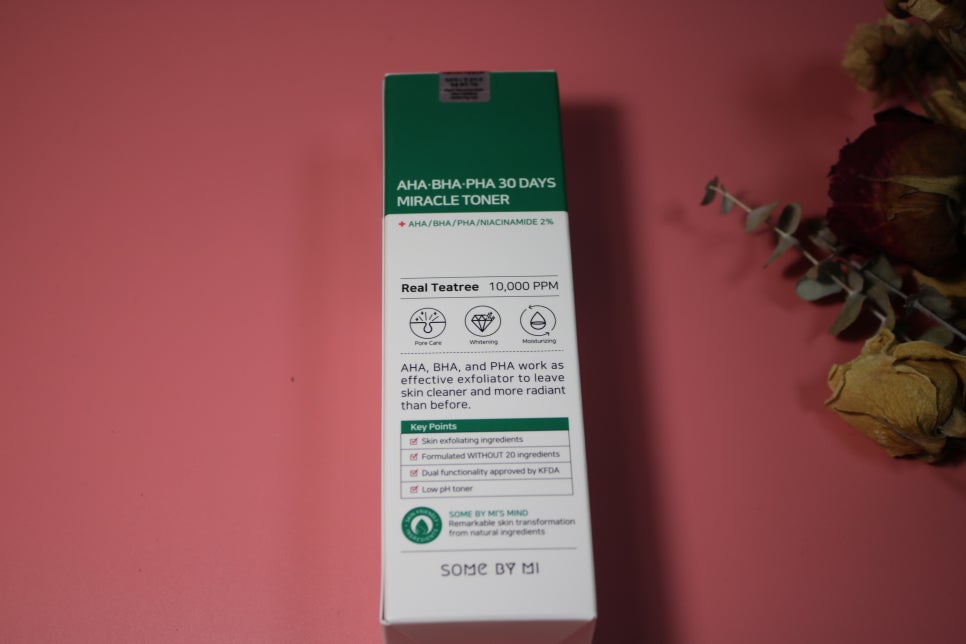 AHA·BHA·PHA 30 DAYS
MIRACLE TONER
+ AHA/BHA/PHA/NIACINAMIDE 2%
Real Teatree 10,000 PPM
Pore Care Whitening Moisturizing
AHA, BHA, and PHA work as
effective exfoliator to leave
skin cleaner and more radiant
than before.
Key Points
Skin exfoliating ingredients
Formulated WITHOUT 20 ingredients
Dual functionality approved by KFDA
Low pH toner
SKIN FRIENDLY INGREDIENTS
SOME BY MI'S MIND
Remarkable skin transformation
from natural ingredients
SOME BY MI